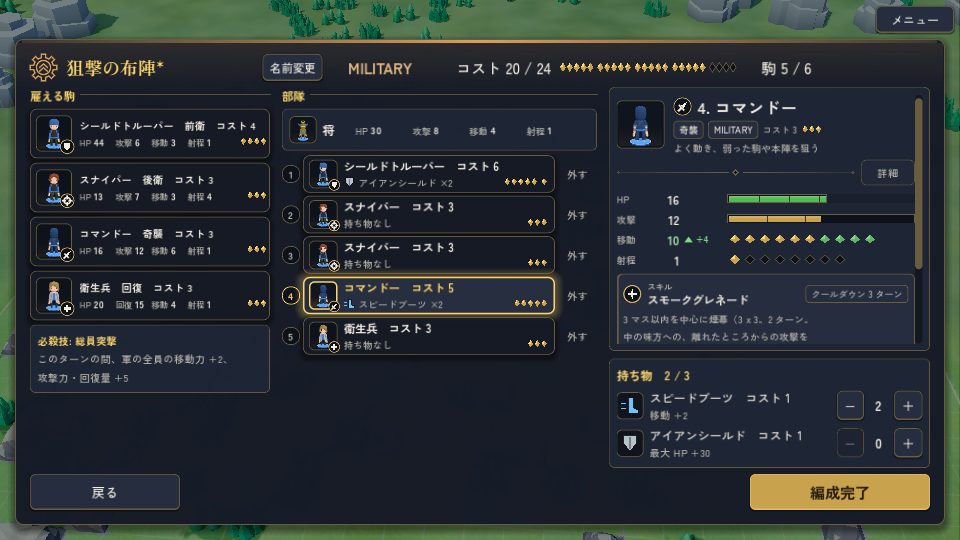 メニュー
狙撃の布陣*
名前変更
MILITARY
コスト 20 / 24
駒 5 / 6
雇える駒
シールドトルーパー 前衛 コスト 4
HP 44 攻撃 6 移動 3 射程 1
スナイパー 後衛 コスト 3
HP 13 攻撃 7 移動 3 射程 4
コマンドー 奇襲 コスト 3
HP 16 攻撃 12 移動 6 射程 1
衛生兵 回復 コスト 3
HP 20 回復 15 移動 4 射程 1
必殺技: 総員突撃
このターンの間、軍の全員の移動力 +2、
攻撃力・回復量 +5
戻る
部隊
将 HP 30 攻撃 8 移動 4 射程 1
1 シールドトルーパー コスト 6
アイアンシールド ×2
外す
2 スナイパー コスト 3
持ち物なし
外す
3 スナイパー コスト 3
持ち物なし
外す
4 コマンドー コスト 5
スピードブーツ ×2
外す
5 衛生兵 コスト 3
持ち物なし
外す
4. コマンドー
奇襲 MILITARY コスト 3
よく動き、弱った駒や本陣を狙う
詳細
HP 16
攻撃 12
移動 10 ▲ +4
射程 1
スキル
スモークグレネード
クールダウン 3 ターン
3 マス以内を中心に煙幕（3 x 3。2 ターン。
中の味方への、離れたところからの攻撃を
持ち物 2 / 3
スピードブーツ コスト 1
移動 +2
− 2 +
アイアンシールド コスト 1
最大 HP +30
− 0 +
編成完了